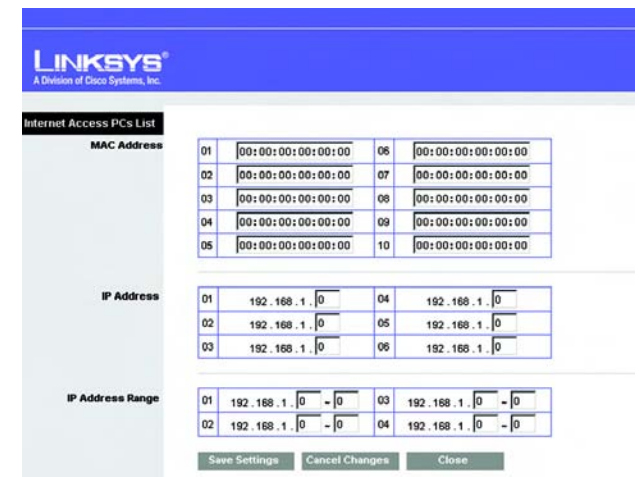 LINKSYS®
A Division of Cisco Systems, Inc.
Internet Access PCs List
MAC Address
01 00:00:00:00:00:00 06 00:00:00:00:00:00
02 00:00:00:00:00:00 07 00:00:00:00:00:00
03 00:00:00:00:00:00 08 00:00:00:00:00:00
04 00:00:00:00:00:00 09 00:00:00:00:00:00
05 00:00:00:00:00:00 10 00:00:00:00:00:00
IP Address
01 192.168.1.0 04 192.168.1.0
02 192.168.1.0 05 192.168.1.0
03 192.168.1.0 06 192.168.1.0
IP Address Range
01 192.168.1.0 ~0 03 192.168.1.0 ~0
02 192.168.1.0 ~0 04 192.168.1.0 ~0
Save Settings Cancel Changes Close